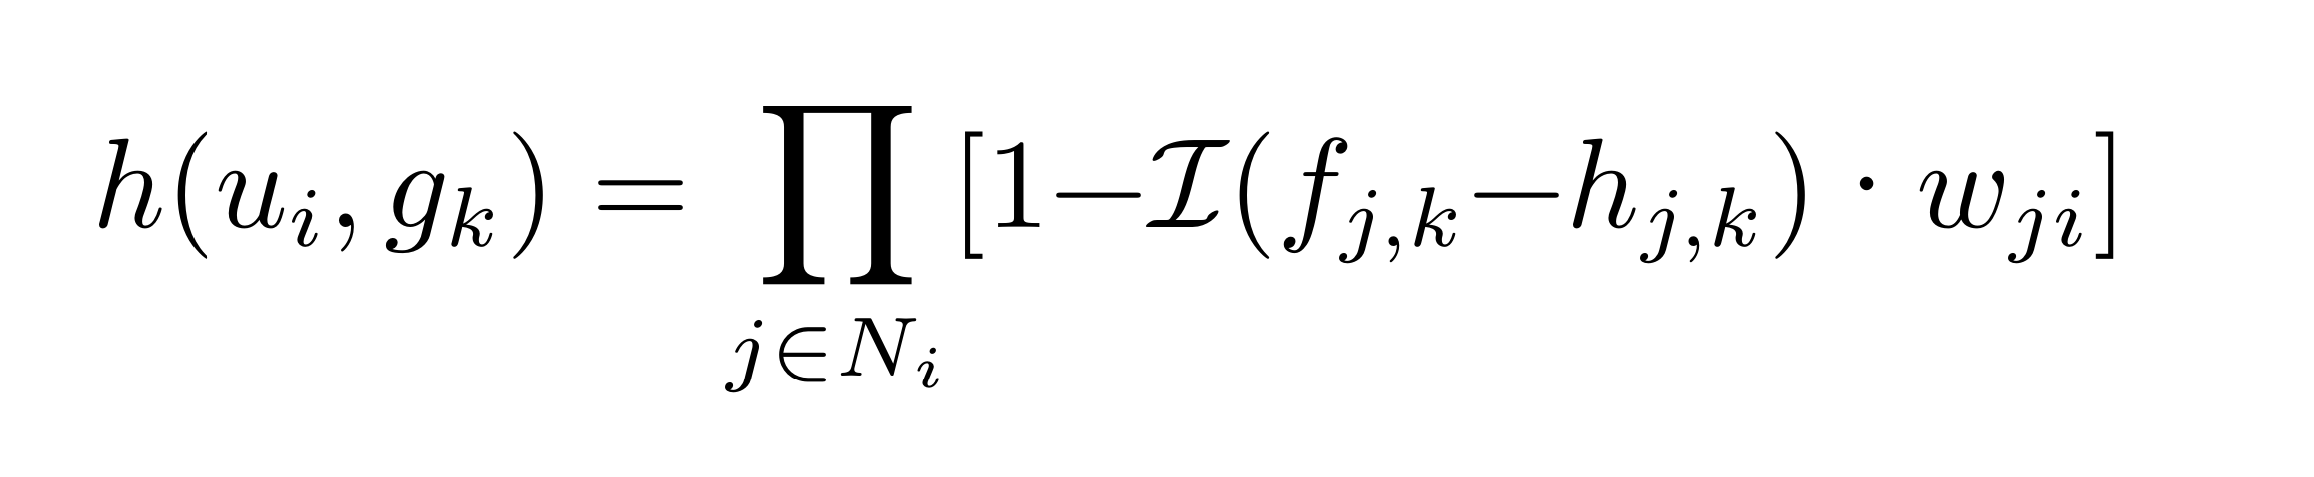 h(u_i, g_k) = \prod_{j \in N_i} [1 - \mathcal{I}(f_{j,k} - h_{j,k}) \cdot w_{ji}]